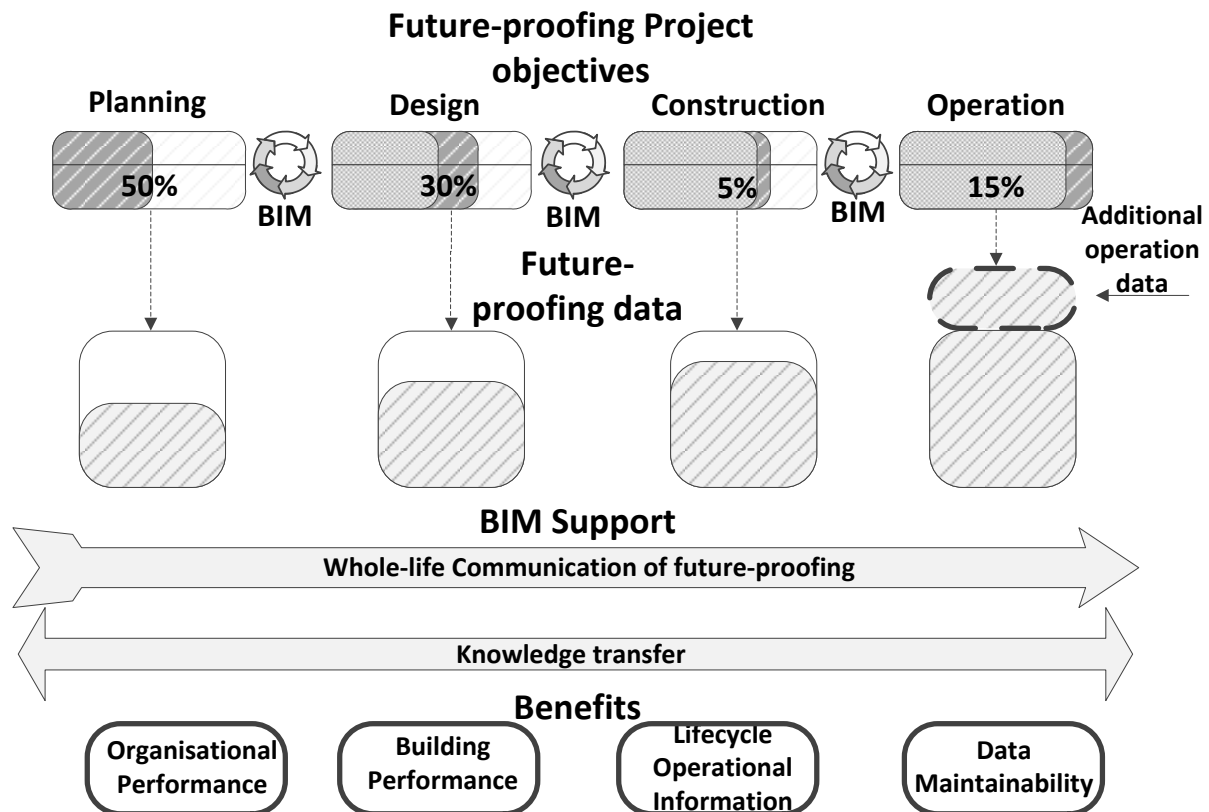 Future-proofing Project
objectives
Planning
Design
Construction
Operation
50%
30%
5%
15%
BIM
BIM
BIM
Additional
operation
data
Future-
proofing data
BIM Support
Whole-life Communication of future-proofing
Knowledge transfer
Benefits
Organisational
Performance
Building
Performance
Lifecycle
Operational
Information
Data
Maintainability